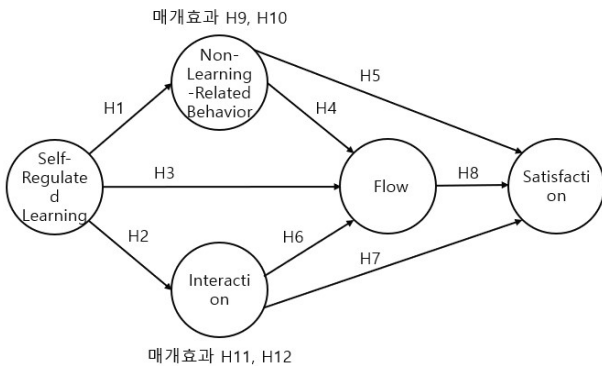 매개효과 H9, H10
Non-
Learning
-Related
Behavior
H5
H1
H4
Self-
Regulate
d
Learning
H3
Flow
H8
Satisfacti
on
H2
H6
H7
Interacti
on
매개효과 H11, H12